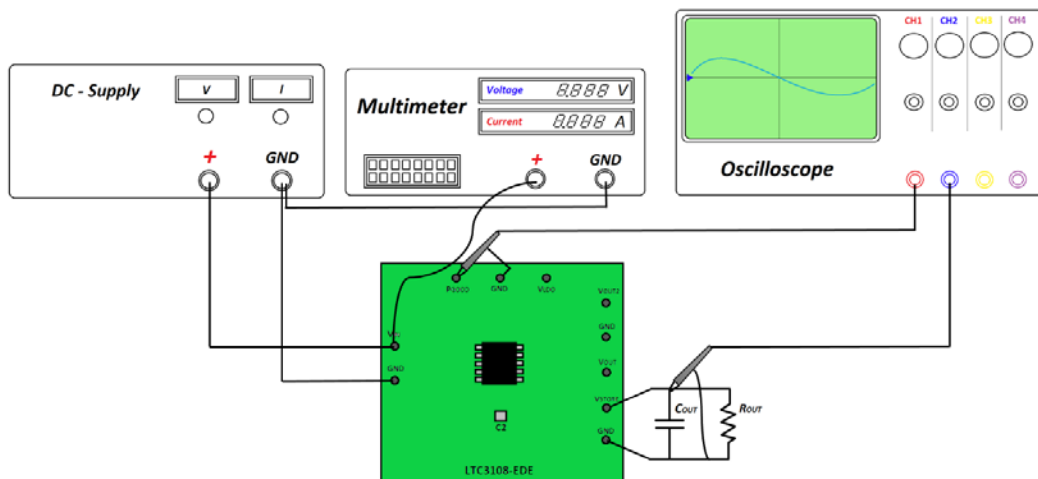 DC - Supply
V
I
+
GND
Multimeter
Voltage 8.888 V
Current 8.888 A
+
GND
CH1 CH2 CH3 CH4
Oscilloscope
PGOOD
GND
VLDO
VOUT2
GND
VOUT
VSTORE
GND
GND
C2
LTC3108-EDE
COUT
ROUT